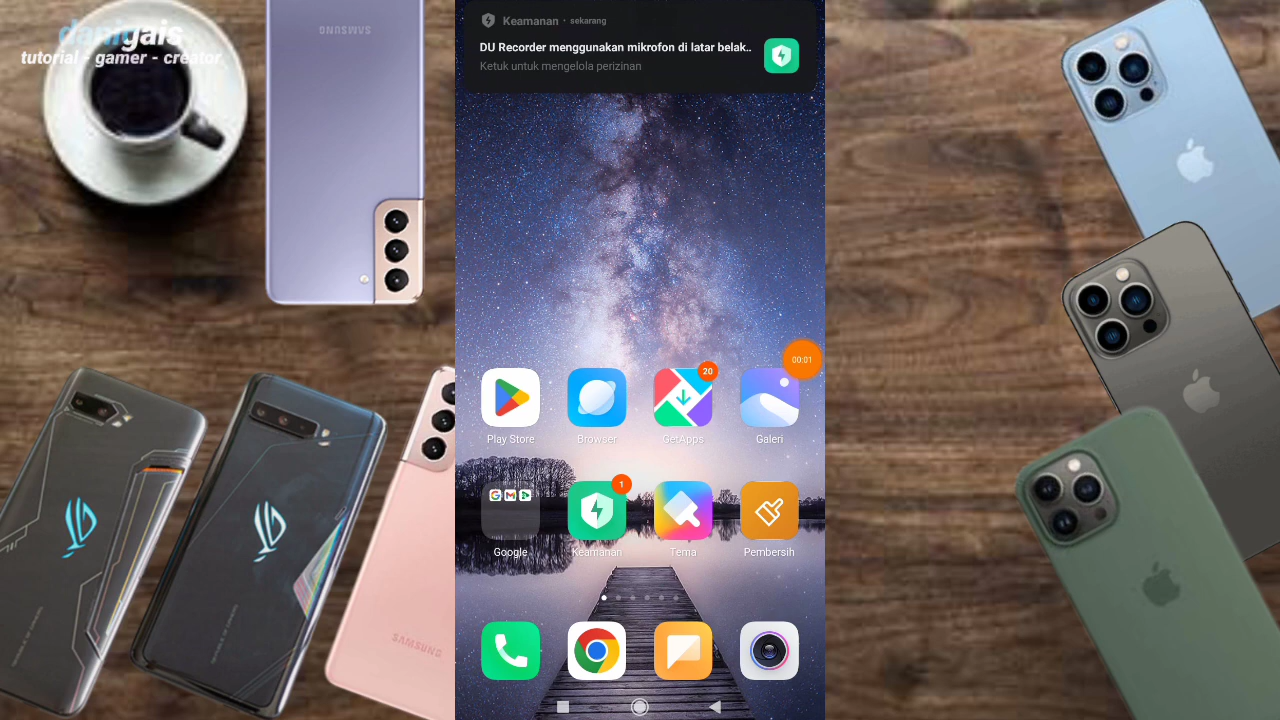 danigais
tutorial - gamer - creator
SAMSUNG
Keamanan • sekarang
DU Recorder menggunakan mikrofon di latar belak..
Ketuk untuk mengelola perizinan
00:01
20
Play Store
Browser
GetApps
Galeri
1
Google
Keamanan
Tema
Pembersih
SAMSUNG